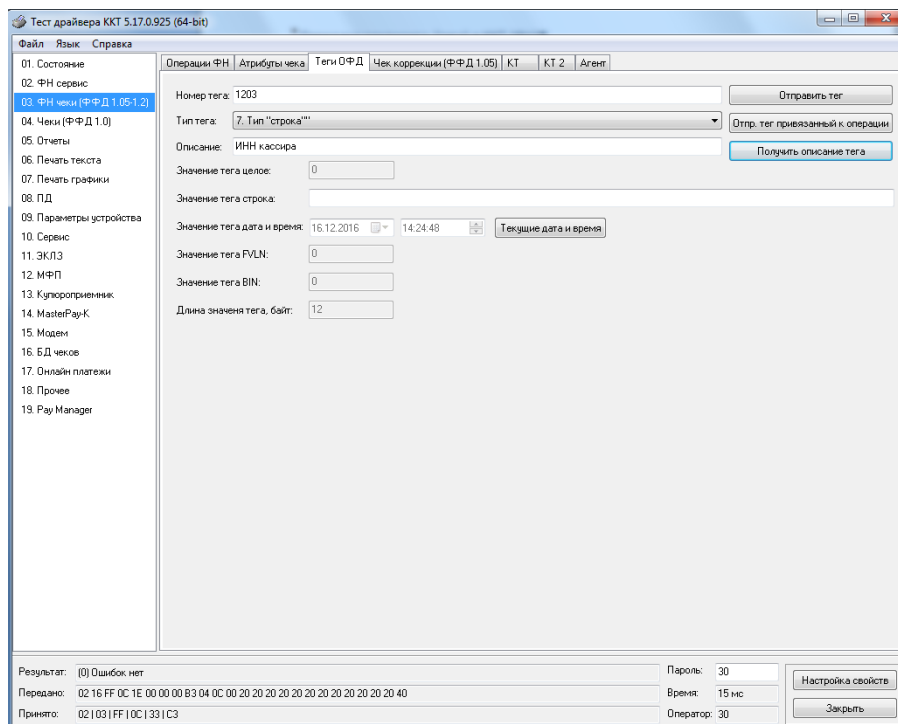 Тест драйвера ККТ 5.17.0.925 (64-bit)
Файл Язык Справка
01. Состояние
02. ФН сервис
03. ФН чеки (ФФД 1.05-1.2)
04. Чеки (ФФД 1.0)
05. Отчеты
06. Печать текста
07. Печать графики
08. ПД
09. Параметры устройства
10. Сервис
11. ЭКЛЗ
12. МФП
13. Купюроприемник
14. MasterPay-K
15. Модем
16. БД чеков
17. Онлайн платежи
18. Прочее
19. Pay Manager
Операции ФН Атрибуты чека Теги ОФД Чек коррекции (ФФД 1.05) КТ КТ 2 Агент
Номер тега: 1203 Отправить тег
Тип тега: 7. Тип "строка"" Отпр. тег привязанный к операции
Описание: ИНН кассира Получить описание тега
Значение тега целое: 0
Значение тега строка:
Значение тега дата и время: 16.12.2016 14:24:48 Текущие дата и время
Значение тега FVLN: 0
Значение тега BIN: 0
Длина значеня тега, байт: 12
Результат: (0) Ошибок нет Пароль: 30 Настройка свойств
Передано: 02 16 FF 0C 1E 00 00 00 B3 04 0C 00 20 20 20 20 20 20 20 20 20 20 20 20 40 Время: 15 мс
Принято: 02 | 03 | FF | 0C | 33 | C3 Оператор: 30 Закрыть